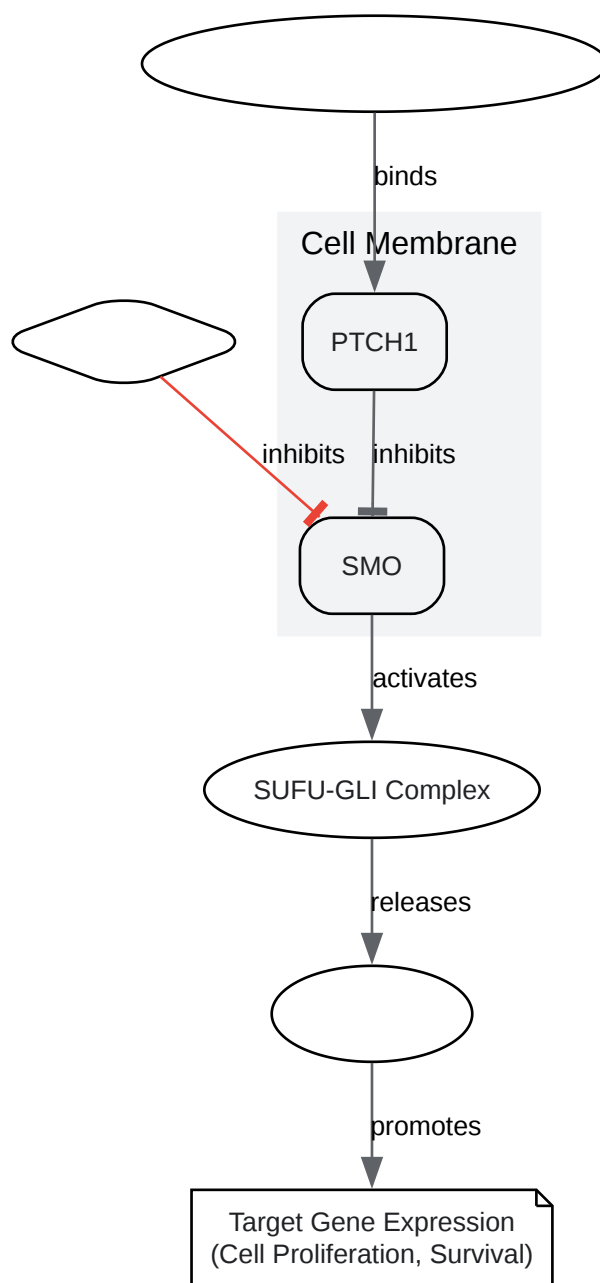 binds
Cell Membrane
PTCH1
inhibits
inhibits
SMO
activates
SUFU-GLI Complex
releases
promotes
Target Gene Expression
(Cell Proliferation, Survival)